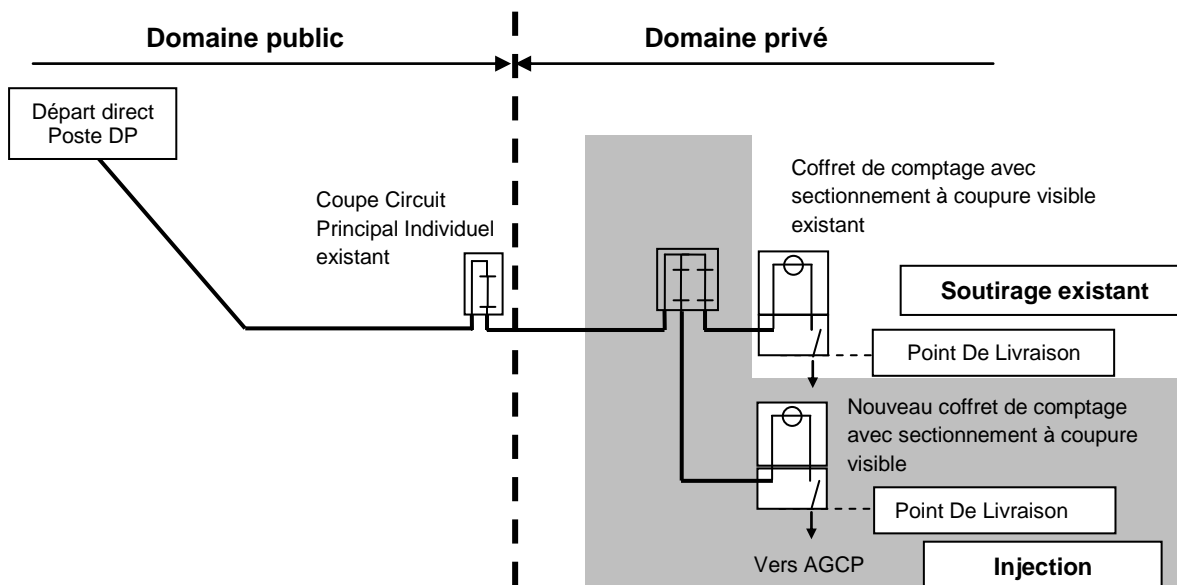 Domaine public
Domaine privé
Départ direct
Poste DP
Coupe Circuit
Principal Individuel
existant
Coffret de comptage avec
sectionnement à coupure visible
existant
Soutirage existant
Point De Livraison
Nouveau coffret de comptage
avec sectionnement à coupure
visible
Point De Livraison
Vers AGCP
Injection